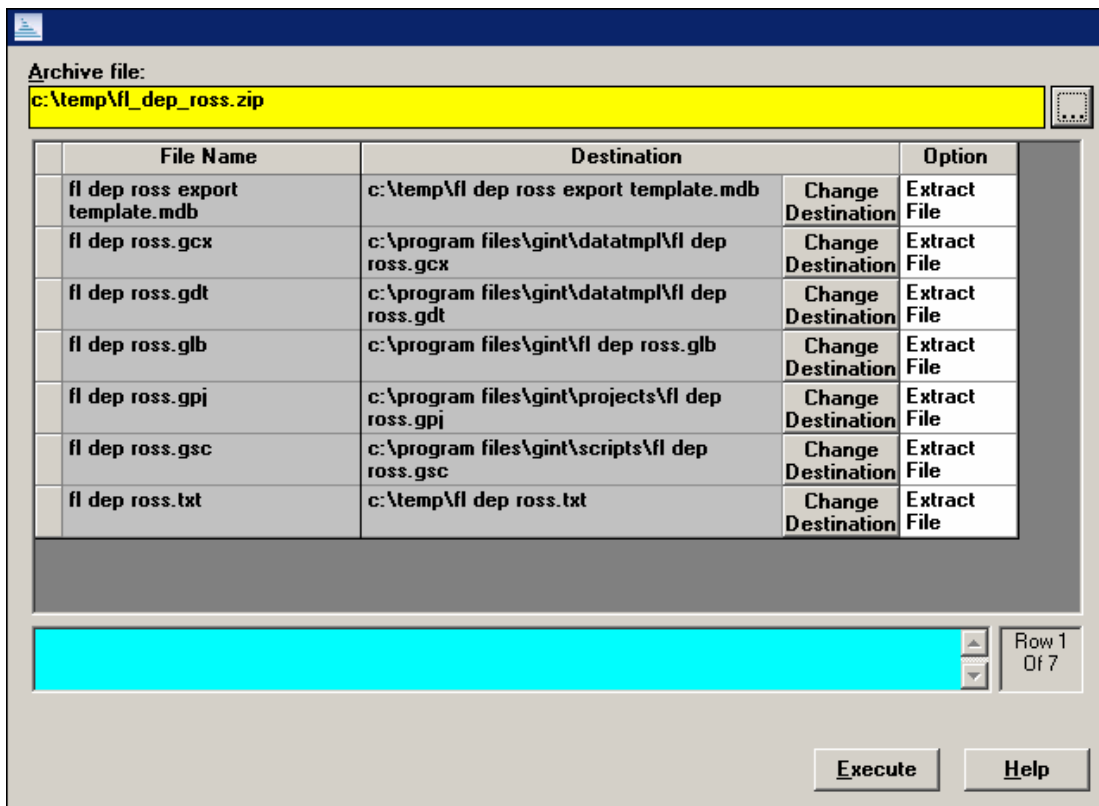 Archive file:
c:\temp\fl_dep_ross.zip
...
File Name Destination Option
fl dep ross export c:\temp\fl dep ross export template.mdb Change Extract
template.mdb Destination File
fl dep ross.gcx c:\program files\gint\datatmpl\fl dep Change Extract
ross.gcx Destination File
fl dep ross.gdt c:\program files\gint\datatmpl\fl dep Change Extract
ross.gdt Destination File
fl dep ross.glb c:\program files\gint\fl dep ross.glb Change Extract
Destination File
fl dep ross.gpj c:\program files\gint\projects\fl dep Change Extract
ross.gpj Destination File
fl dep ross.gsc c:\program files\gint\scripts\fl dep Change Extract
ross.gsc Destination File
fl dep ross.txt c:\temp\fl dep ross.txt Change Extract
Destination File
Row 1
Of 7
Execute Help